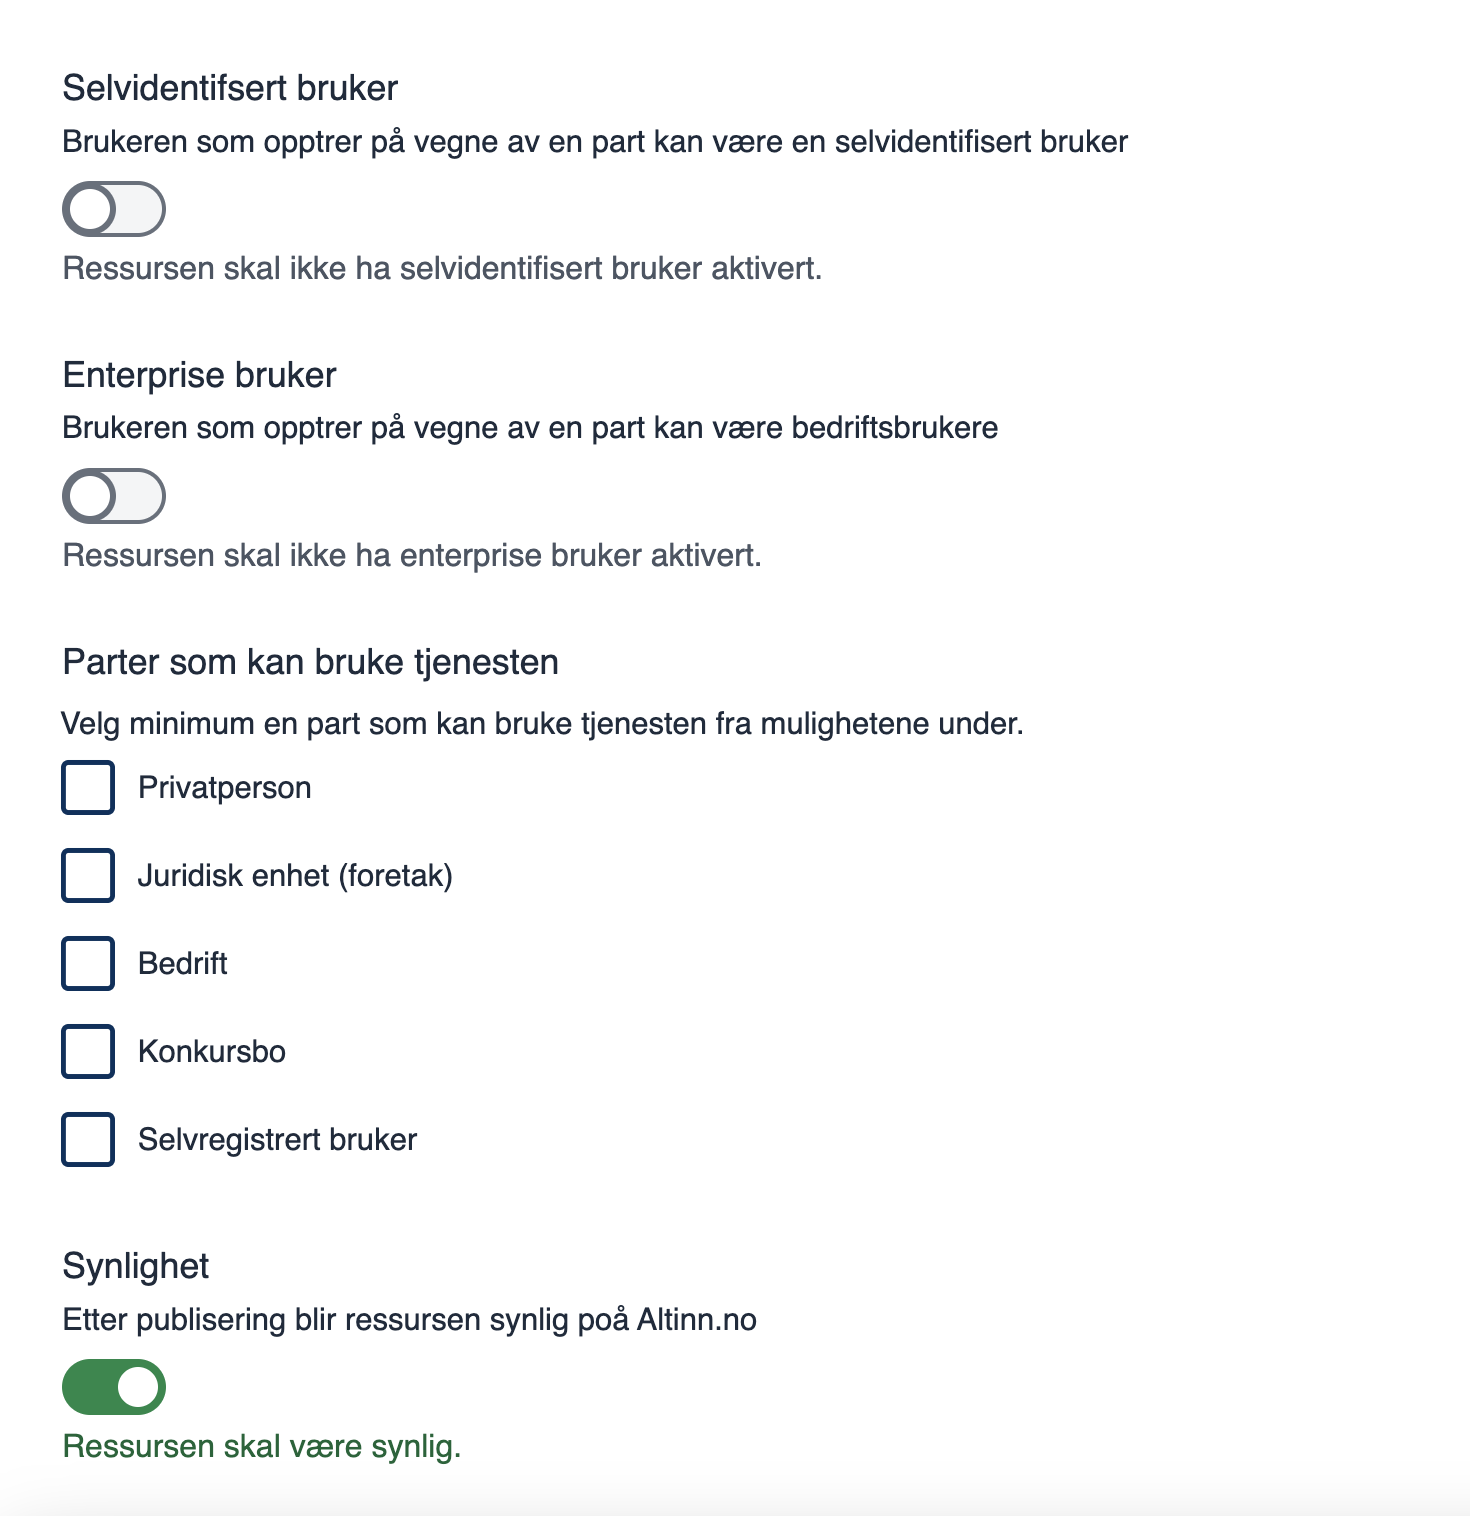 Selvidentifsert bruker
Brukeren som opptrer på vegne av en part kan være en selvidentifisert bruker
Ressursen skal ikke ha selvidentifisert bruker aktivert.
Enterprise bruker
Brukeren som opptrer på vegne av en part kan være bedriftsbrukere
Ressursen skal ikke ha enterprise bruker aktivert.
Parter som kan bruke tjenesten
Velg minimum en part som kan bruke tjenesten fra mulighetene under.
Privatperson
Juridisk enhet (foretak)
Bedrift
Konkursbo
Selvregistrert bruker
Synlighet
Etter publisering blir ressursen synlig poå Altinn.no
Ressursen skal være synlig.